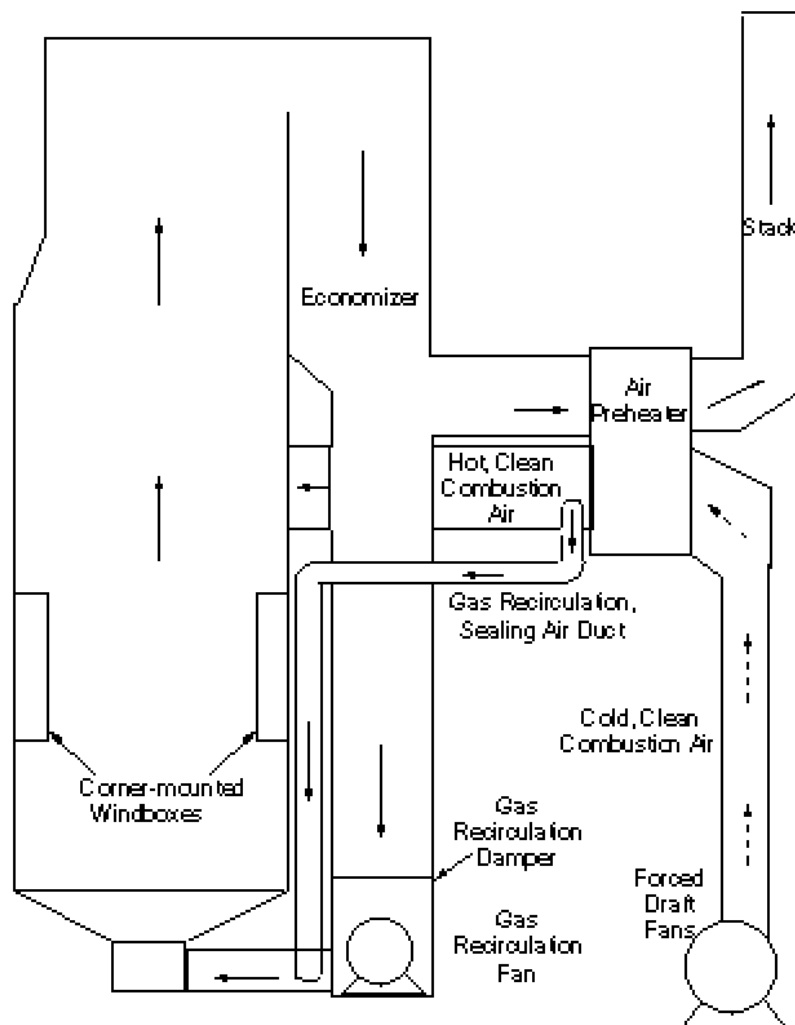 Stack
Economizer
Air
Preheater
Hot, Clean
Combustion
Air
Gas Recirculation,
Sealing Air Duct
Cold, Clean
Combustion Air
Corner-mounted
Windboxes
Gas
Recirculation
Damper
Forced
Draft
Fans
Gas
Recirculation
Fan